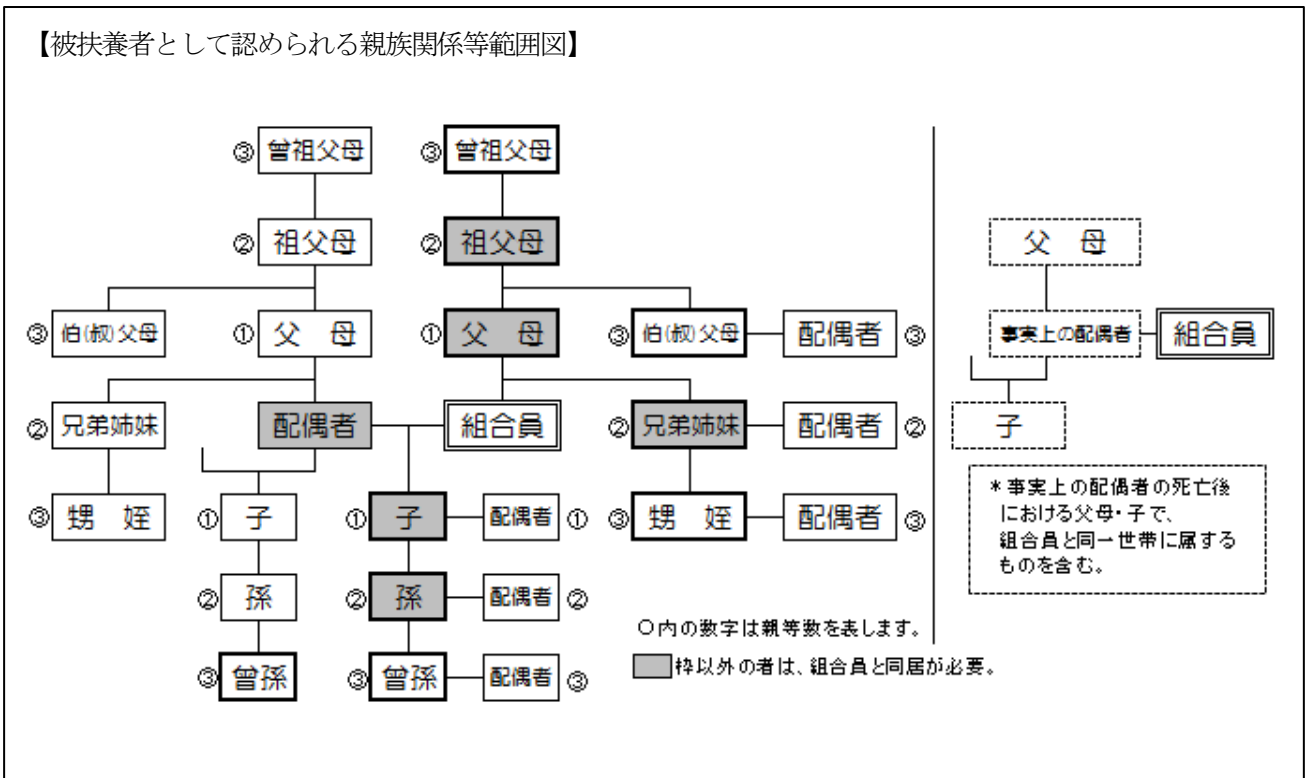 【被扶養者として認められる親族関係等範囲図】
③ 曾祖父母 ③ 曾祖父母
② 祖父母 ② 祖父母 父 母
③ 伯(叔)父母 ① 父 母 ① 父 母 ③ 伯(叔)父母 配偶者 ③ 事実上の配偶者 組合員
② 兄弟姉妹 配偶者 組合員 ② 兄弟姉妹 配偶者 ② 子
③ 甥 姪 ① 子 ① 子 配偶者 ① ③ 甥 姪 配偶者 ③
② 孫 ② 孫 配偶者 ②
③ 曾孫 ③ 曾孫 配偶者 ③
*事実上の配偶者の死亡後
における父母・子で、
組合員と同一世帯に属する
ものを含む。
○内の数字は親等数を表します。
枠以外の者は、組合員と同居が必要。